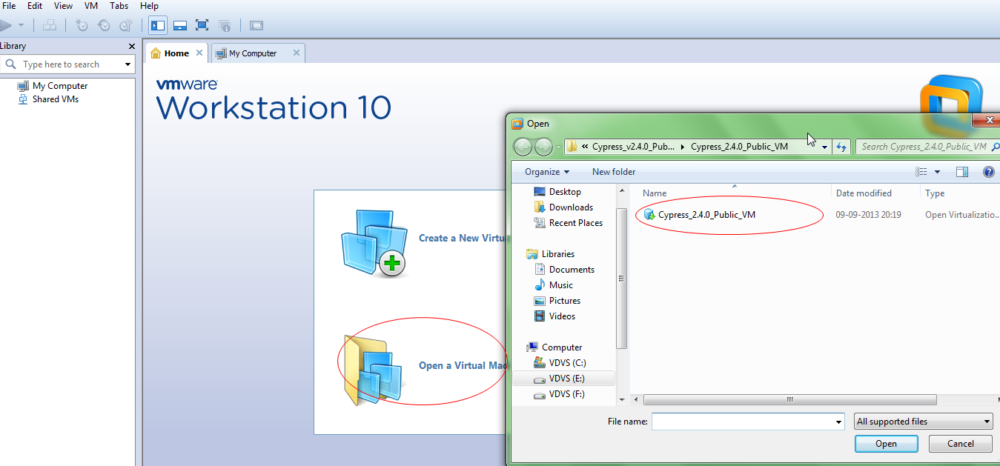 File Edit View VM Tabs Help
Library
Type here to search
My Computer
Shared VMs
Home My Computer
vmware
Workstation 10
Create a New Virtu
Open a Virtual Mac
Open
« Cypress_v2.4.0_Pub... Cypress_2.4.0_Public_VM Search Cypress_2.4.0_Public_VM
Organize New folder
Desktop
Downloads
Recent Places
Libraries
Documents
Music
Pictures
Videos
Computer
VDVS (C:)
VDVS (E:)
VDVS (F:)
Name Date modified Type
Cypress_2.4.0_Public_VM 09-09-2013 20:19 Open Virtualizatio...
File name: All supported files
Open Cancel